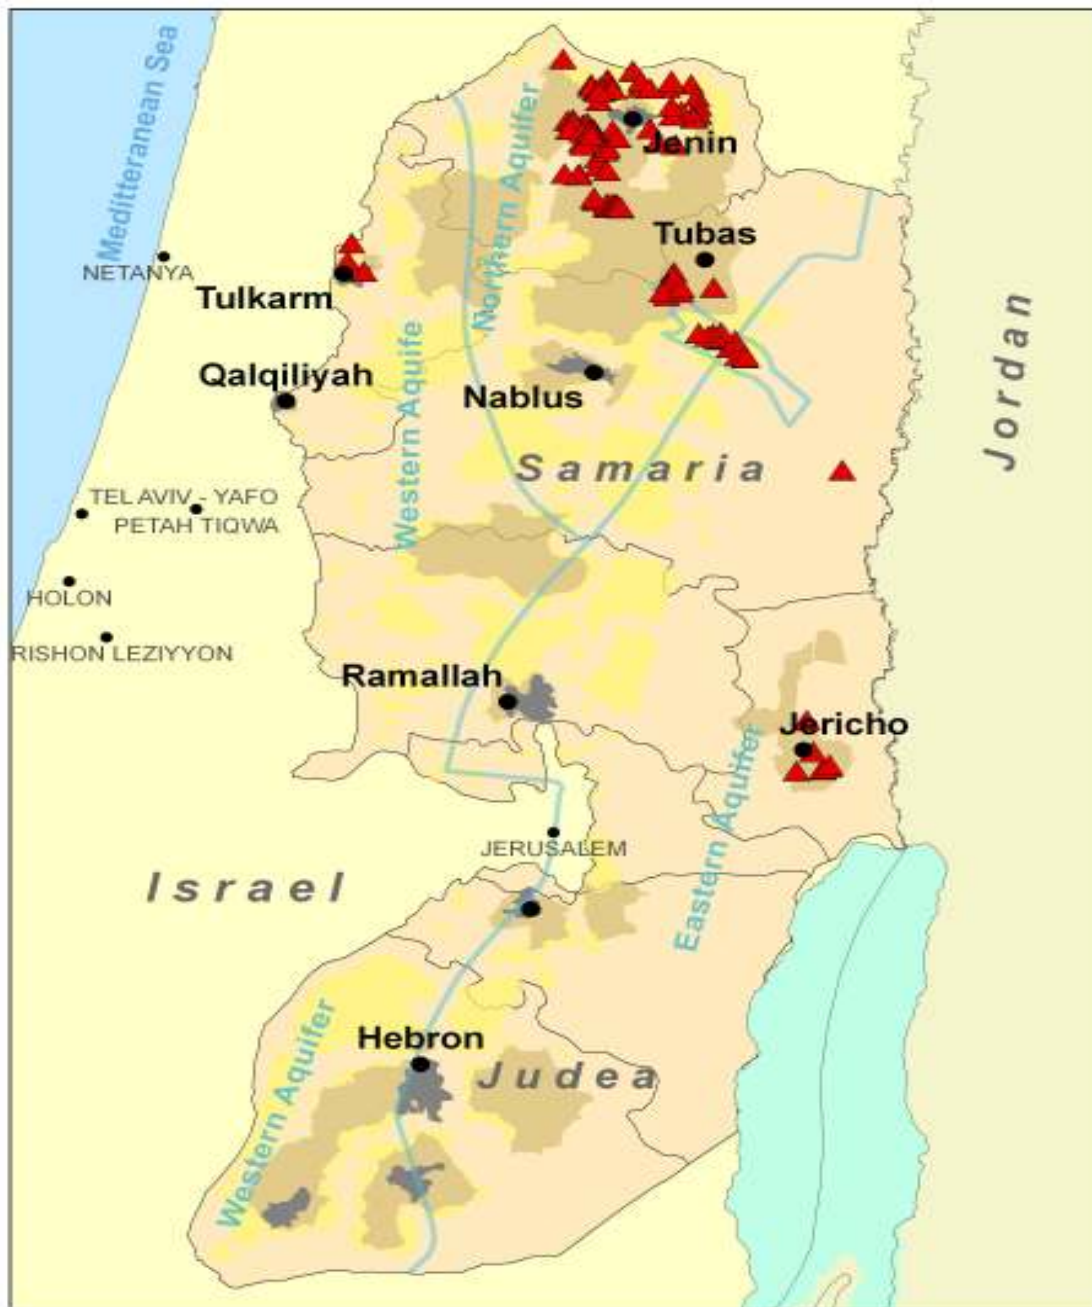 Meditteranean Sea
Northern Aquifer
Jenin
Tubas
NETANYA
Tulkarm
Jordan
Qalqiliyah
Western Aquife
Nablus
Samaria
TEL AVIV - YAFO
PETAH TIQWA
HOLON
RISHON LEZIYYON
Ramallah
Jericho
Eastern Aquifer
JERUSALEM
Israel
Western Aquifer
Hebron
Judea